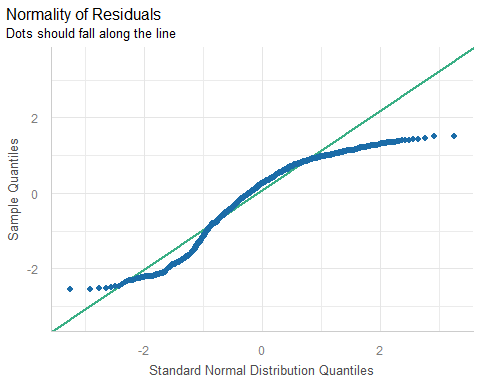 Normality of Residuals
Dots should fall along the line
2
0
-2
Sample Quantiles
-2
0
2
Standard Normal Distribution Quantiles